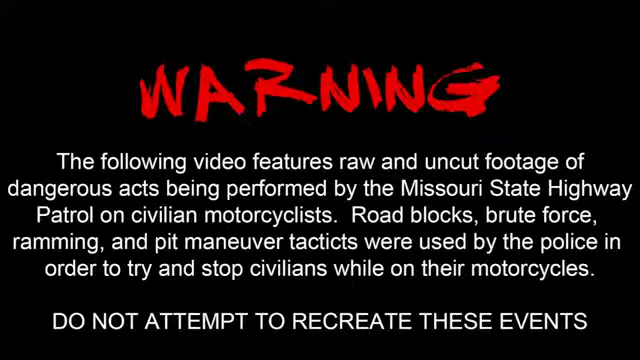 WARNING
The following video features raw and uncut footage of
dangerous acts being performed by the Missouri State Highway
Patrol on civilian motorcyclists.  Road blocks, brute force,
ramming, and pit maneuver tacticts were used by the police in
order to try and stop civilians while on their motorcycles.
DO NOT ATTEMPT TO RECREATE THESE EVENTS